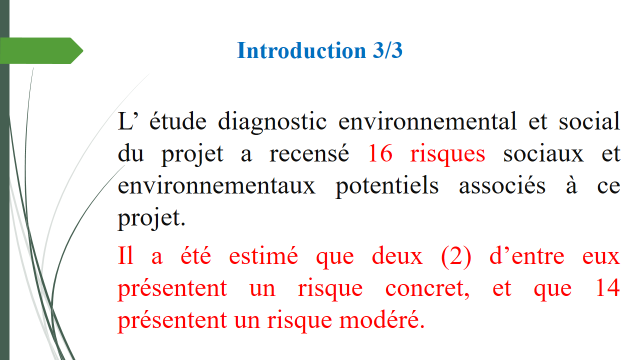 Introduction 3/3
L’ étude diagnostic environnemental et social
du projet a recensé 16 risques sociaux et
environnementaux potentiels associés à ce
projet.
Il a été estimé que deux (2) d’entre eux
présentent un risque concret, et que 14
présentent un risque modéré.